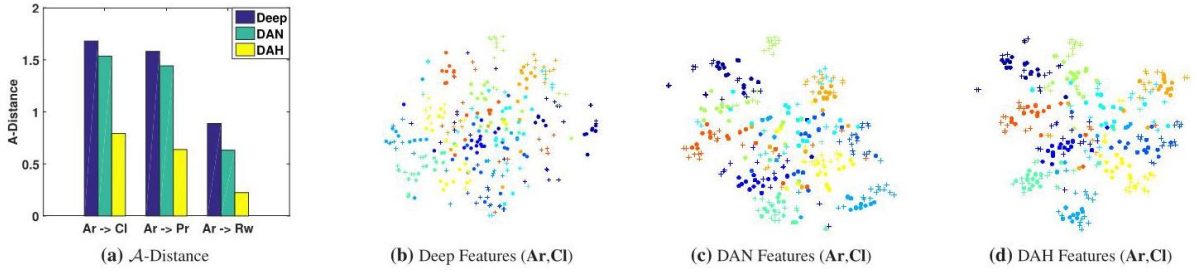 2
1.5
1
0.5
0
A-Distance
Deep
DAN
DAH
Ar -> Cl Ar -> Pr Ar -> Rw
(a) A-Distance
(b) Deep Features (Ar,Cl)
(c) DAN Features (Ar,Cl)
(d) DAH Features (Ar,Cl)